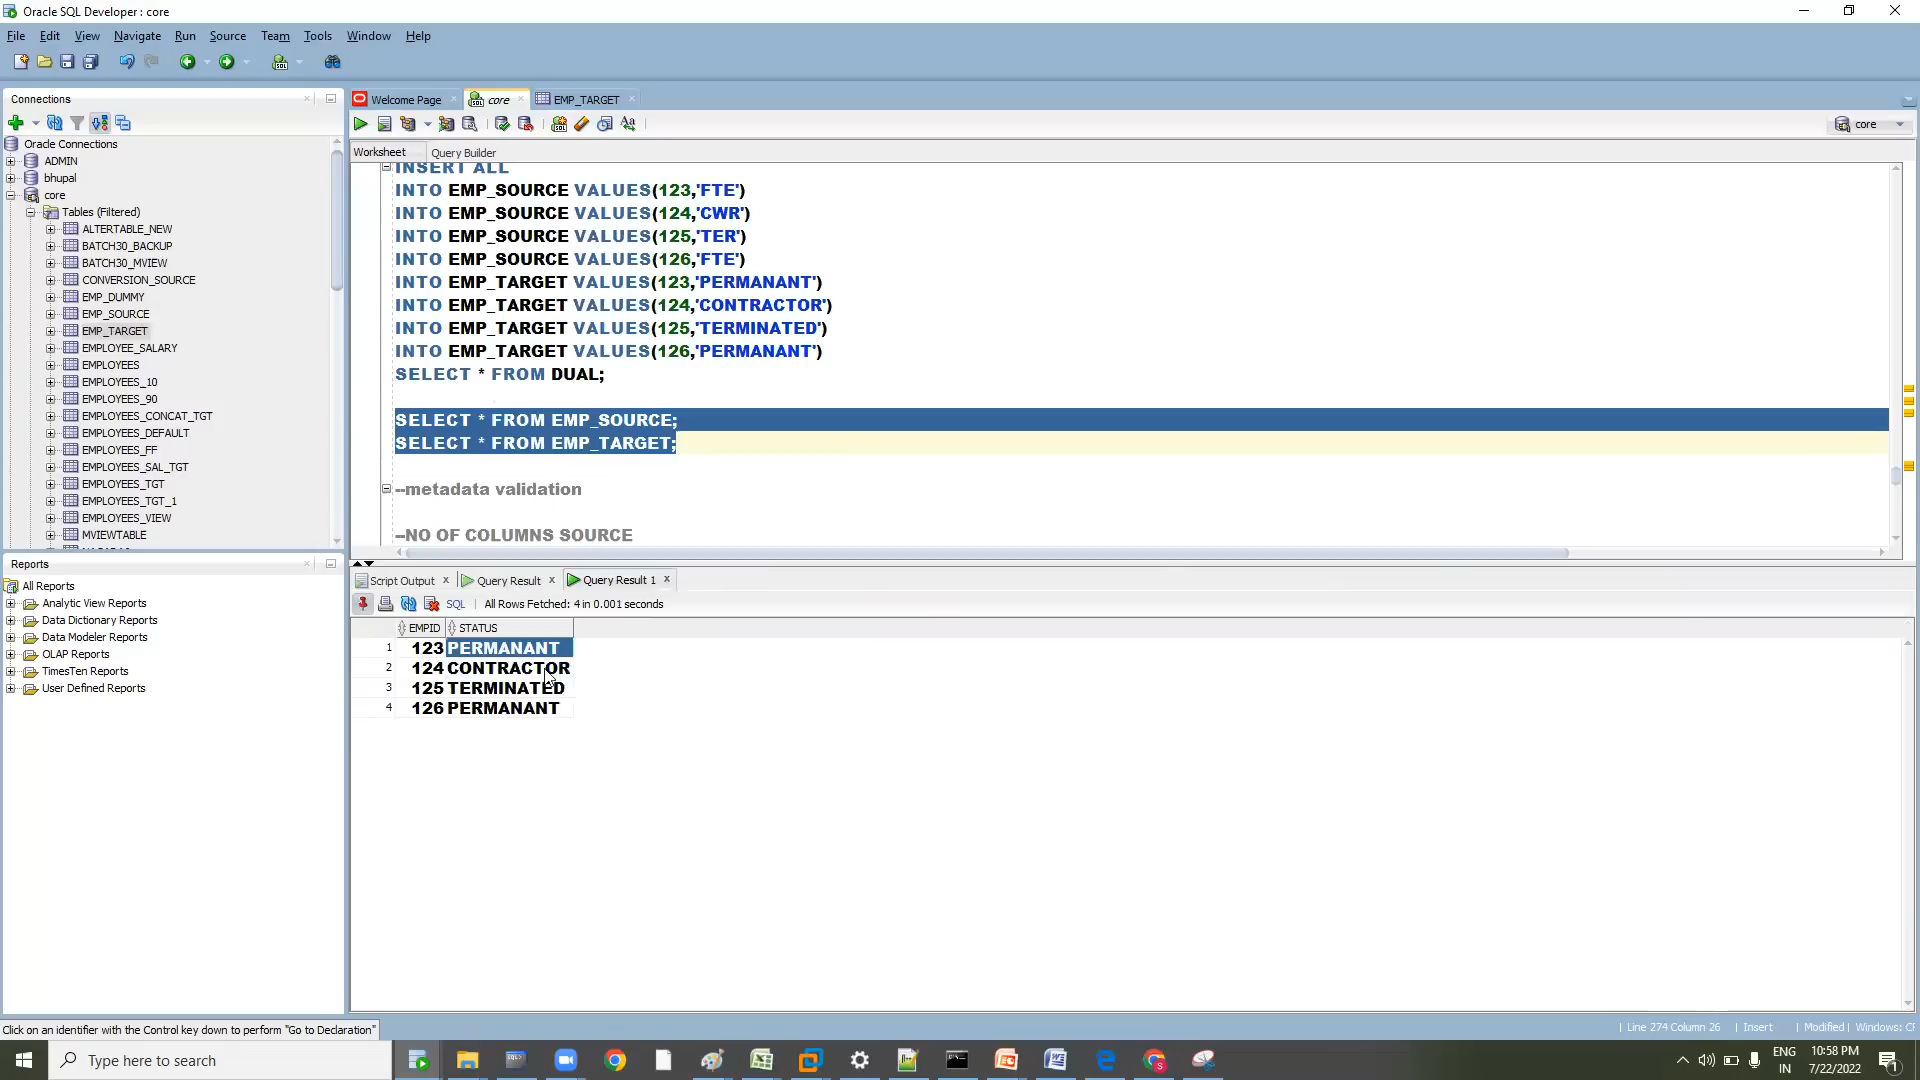 Oracle SQL Developer : core
File Edit View Navigate Run Source Team Tools Window Help
Connections
Oracle Connections
ADMIN
bhupal
core
Tables (Filtered)
ALTERTABLE_NEW
BATCH30_BACKUP
BATCH30_MVIEW
CONVERSION_SOURCE
EMP_DUMMY
EMP_SOURCE
EMP_TARGET
EMPLOYEE_SALARY
EMPLOYEES
EMPLOYEES_10
EMPLOYEES_90
EMPLOYEES_CONCAT_TGT
EMPLOYEES_DEFAULT
EMPLOYEES_FF
EMPLOYEES_SAL_TGT
EMPLOYEES_TGT
EMPLOYEES_TGT_1
EMPLOYEES_VIEW
MVIEWTABLE
Reports
All Reports
Analytic View Reports
Data Dictionary Reports
Data Modeler Reports
OLAP Reports
TimesTen Reports
User Defined Reports
Welcome Page core EMP_TARGET
core
Worksheet Query Builder
INSERT ALL
INTO EMP_SOURCE VALUES(123,'FTE')
INTO EMP_SOURCE VALUES(124,'CWR')
INTO EMP_SOURCE VALUES(125,'TER')
INTO EMP_SOURCE VALUES(126,'FTE')
INTO EMP_TARGET VALUES(123,'PERMANANT')
INTO EMP_TARGET VALUES(124,'CONTRACTOR')
INTO EMP_TARGET VALUES(125,'TERMINATED')
INTO EMP_TARGET VALUES(126,'PERMANANT')
SELECT * FROM DUAL;
SELECT * FROM EMP_SOURCE;
SELECT * FROM EMP_TARGET;
--metadata validation
--NO OF COLUMNS SOURCE
Script Output Query Result Query Result 1
SQL All Rows Fetched: 4 in 0.001 seconds
EMPID STATUS
1 123 PERMANANT
2 124 CONTRACTOR
3 125 TERMINATED
4 126 PERMANANT
Click on an identifier with the Control key down to perform "Go to Declaration"
Line 274 Column 26 Insert Modified Windows: CF
Type here to search
ENG
IN
10:58 PM
7/22/2022